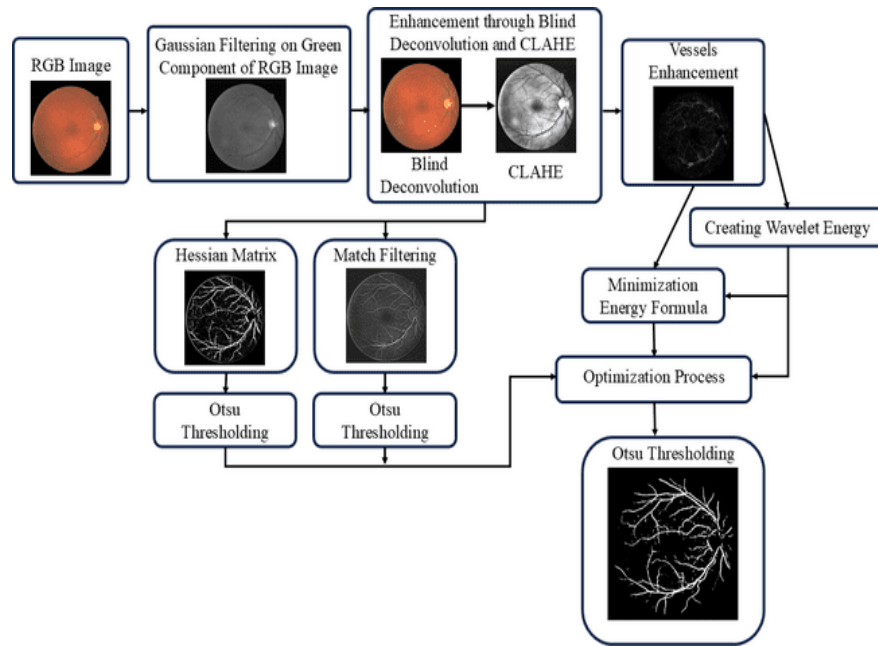 RGB Image
Gaussian Filtering on Green
Component of RGB Image
Enhancement through Blind
Deconvolution and CLAHE
Blind
Deconvolution
CLAHE
Vessels
Enhancement
Creating Wavelet Energy
Hessian Matrix
Match Filtering
Minimization
Energy Formula
Optimization Process
Otsu
Thresholding
Otsu
Thresholding
Otsu Thresholding